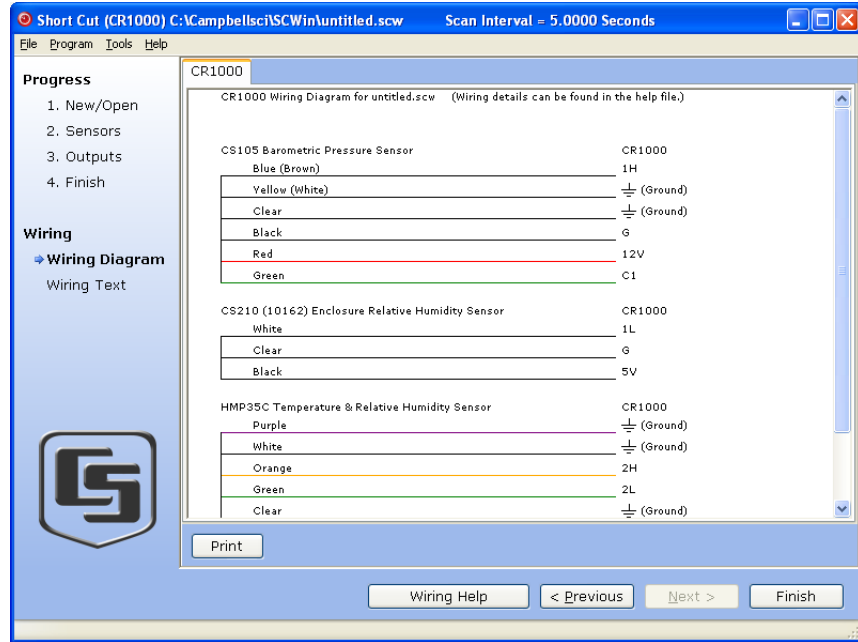 Short Cut (CR1000) C:\Campbellsci\SCWin\untitled.scw Scan Interval = 5.0000 Seconds
File Program Tools Help
Progress
1. New/Open
2. Sensors
3. Outputs
4. Finish
Wiring
Wiring Diagram
Wiring Text
CR1000
CR1000 Wiring Diagram for untitled.scw (Wiring details can be found in the help file.)
CS105 Barometric Pressure Sensor CR1000
Blue (Brown) 1H
Yellow (White) (Ground)
Clear (Ground)
Black G
Red 12V
Green C1
CS210 (10162) Enclosure Relative Humidity Sensor CR1000
White 1L
Clear G
Black 5V
HMP35C Temperature & Relative Humidity Sensor CR1000
Purple (Ground)
White (Ground)
Orange 2H
Green 2L
Clear (Ground)
Print
Wiring Help < Previous Next > Finish